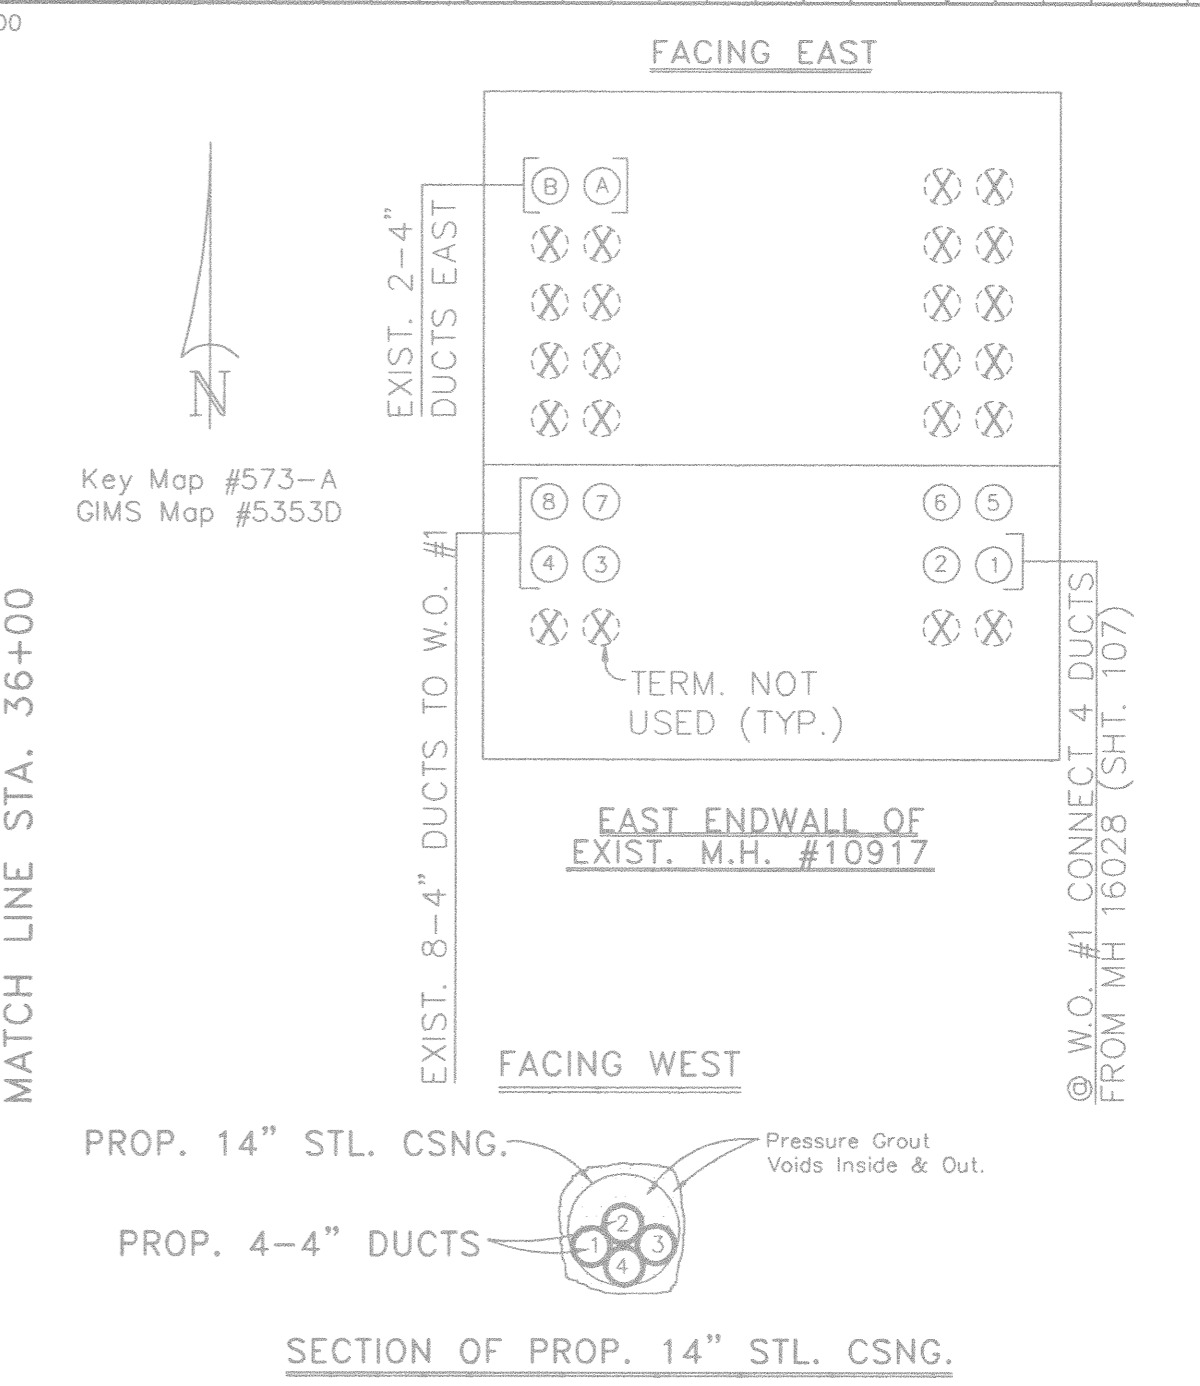 00
FACING EAST
B A
EXIST. 2-4"
DUCTS EAST
N
Key Map #573-A
GIMS Map #5353D
8 7 6 5
4 3 2 1
TERM. NOT
USED (TYP.)
EXIST. 8-4" DUCTS TO W.O. #1
@ W.O. #1 CONNECT 4 DUCTS
FROM MH 16028 (SHT. 107)
MATCH LINE STA. 36+00
EAST ENDWALL OF
EXIST. M.H. #10917
FACING WEST
PROP. 14" STL. CSNG.
Pressure Grout
Voids Inside & Out.
PROP. 4-4" DUCTS
2
1 3
4
SECTION OF PROP. 14" STL. CSNG.